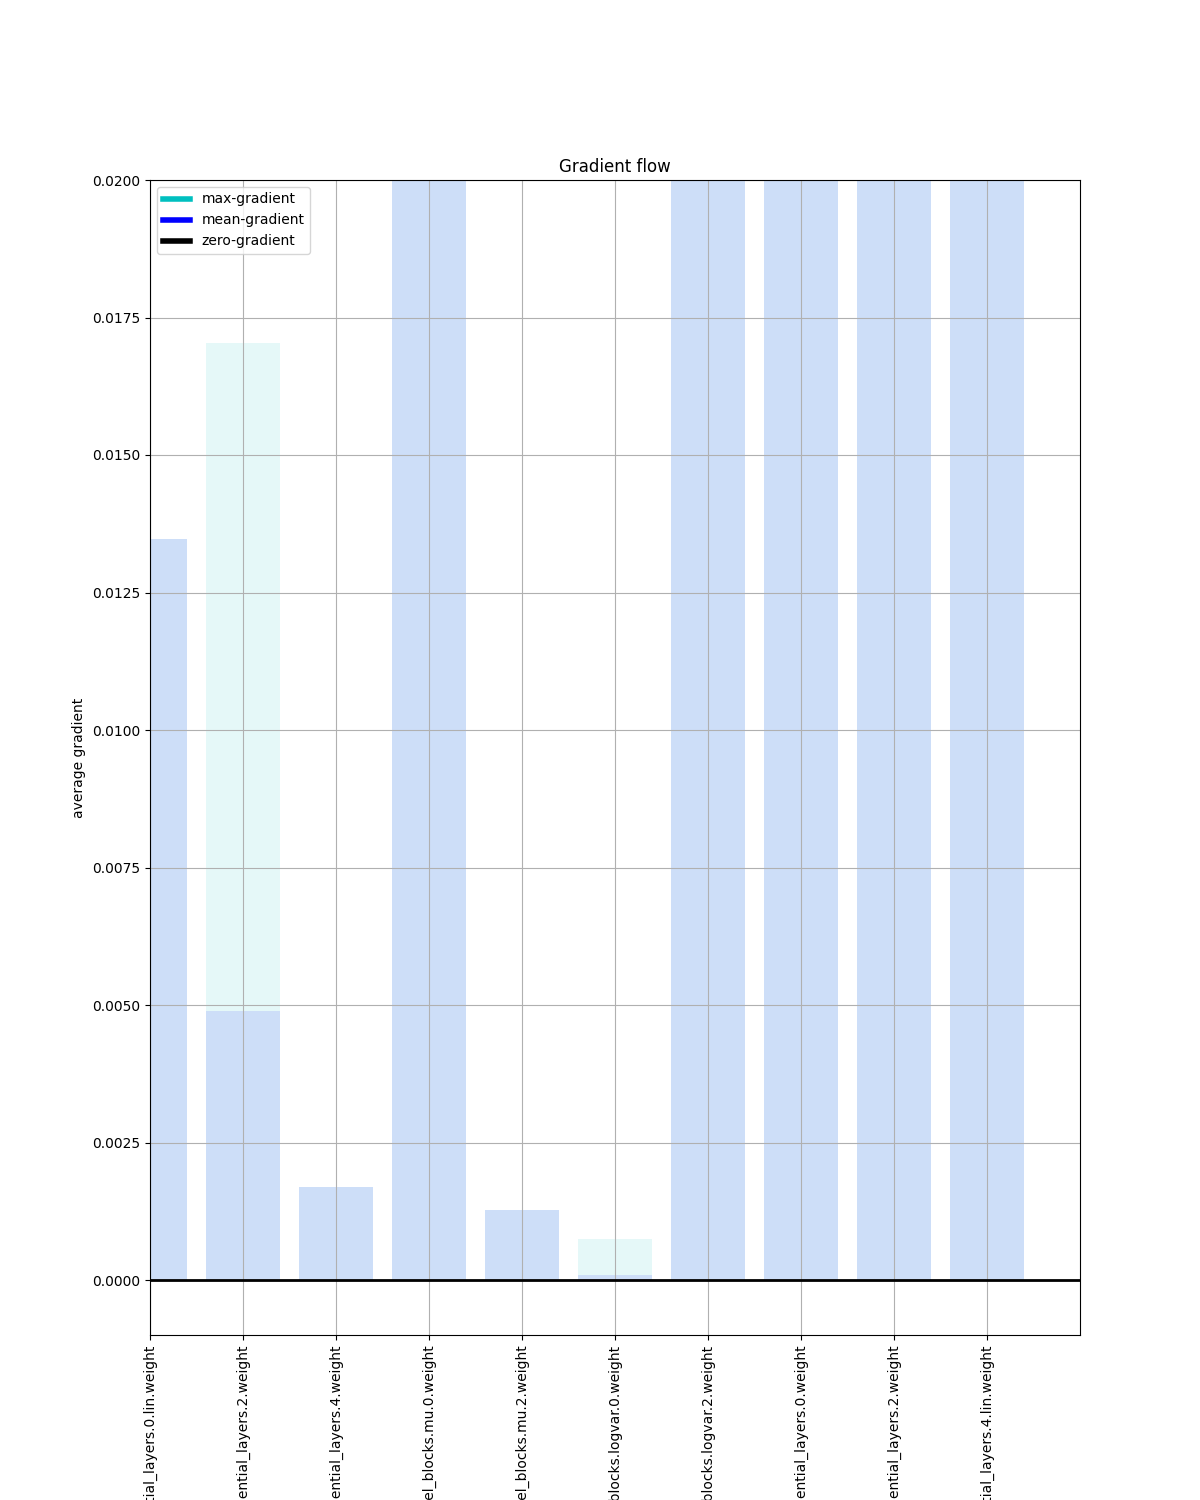 Gradient flow
max-gradient
mean-gradient
zero-gradient
0.0200
0.0175
0.0150
0.0125
0.0100
0.0075
0.0050
0.0025
0.0000
average gradient
tial_layers.0.lin.weight
ential_layers.2.weight
ential_layers.4.weight
el_blocks.mu.0.weight
el_blocks.mu.2.weight
blocks.logvar.0.weight
blocks.logvar.2.weight
ential_layers.0.weight
ential_layers.2.weight
tial_layers.4.lin.weight